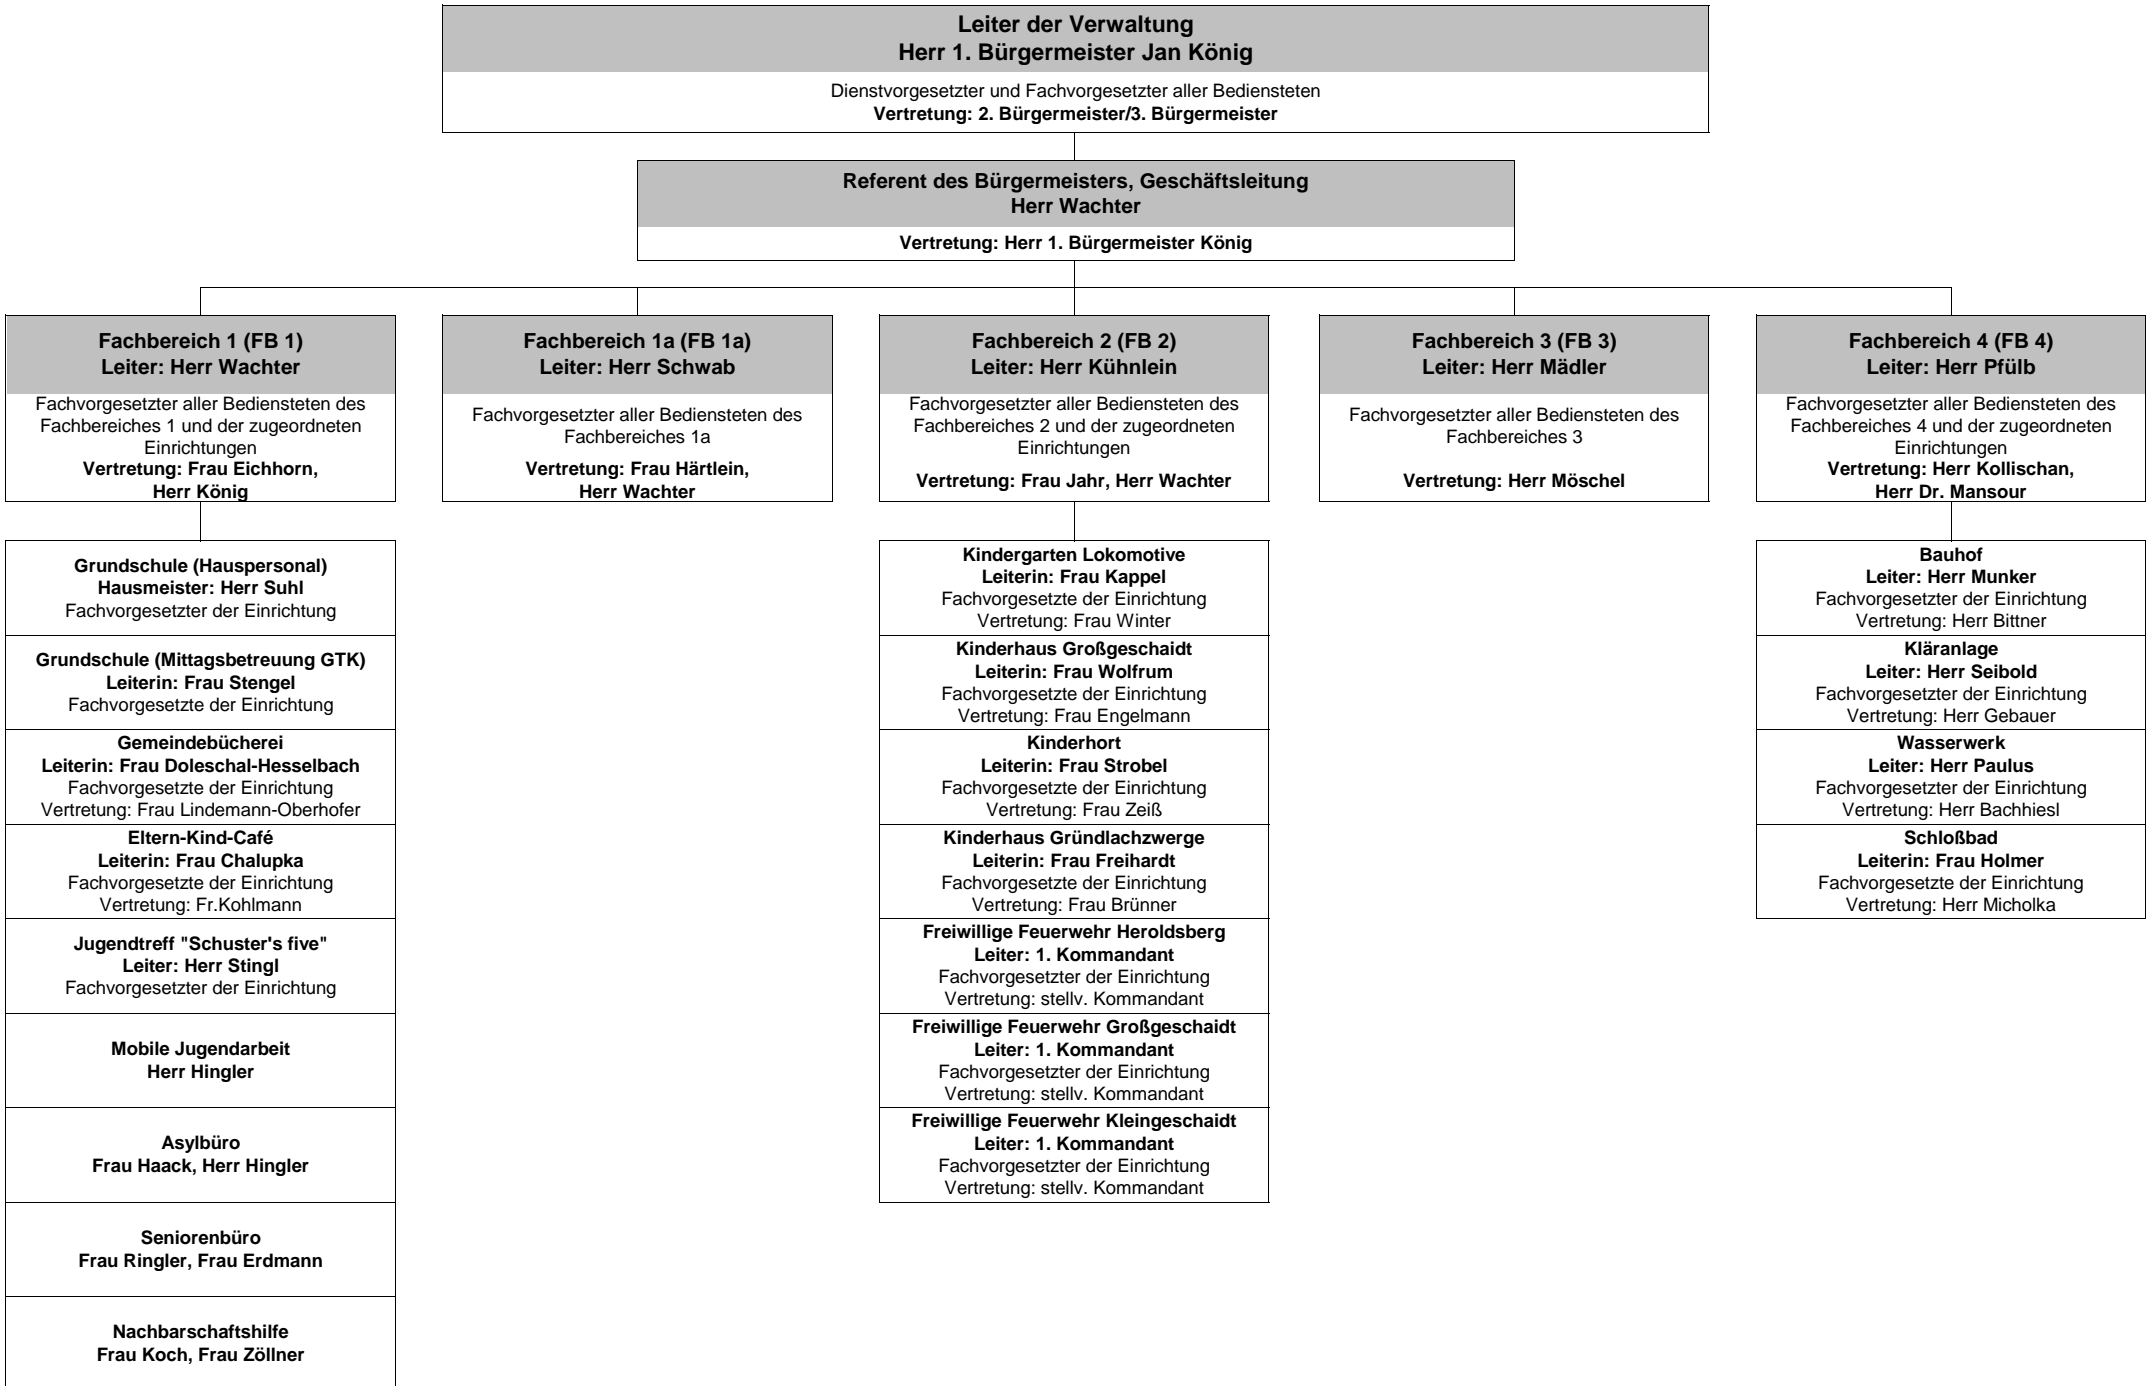 Leiter der Verwaltung
Herr 1. Bürgermeister Jan König
Dienstvorgesetzter und Fachvorgesetzter aller Bediensteten
Vertretung: 2. Bürgermeister/3. Bürgermeister
Referent des Bürgermeisters, Geschäftsleitung
Herr Wachter
Vertretung: Herr 1. Bürgermeister König
Fachbereich 1 (FB 1)
Leiter: Herr Wachter
Fachvorgesetzter aller Bediensteten des
Fachbereiches 1 und der zugeordneten
Einrichtungen
Vertretung: Frau Eichhorn,
Herr König
Fachbereich 1a (FB 1a)
Leiter: Herr Schwab
Fachvorgesetzter aller Bediensteten des
Fachbereiches 1a
Vertretung: Frau Härtlein,
Herr Wachter
Fachbereich 2 (FB 2)
Leiter: Herr Kühnlein
Fachvorgesetzter aller Bediensteten des
Fachbereiches 2 und der zugeordneten
Einrichtungen
Vertretung: Frau Jahr, Herr Wachter
Fachbereich 3 (FB 3)
Leiter: Herr Mädler
Fachvorgesetzter aller Bediensteten des
Fachbereiches 3
Vertretung: Herr Möschel
Fachbereich 4 (FB 4)
Leiter: Herr Pfülb
Fachvorgesetzter aller Bediensteten des
Fachbereiches 4 und der zugeordneten
Einrichtungen
Vertretung: Herr Kollischan,
Herr Dr. Mansour
Grundschule (Hauspersonal)
Hausmeister: Herr Suhl
Fachvorgesetzter der Einrichtung
Grundschule (Mittagsbetreuung GTK)
Leiterin: Frau Stengel
Fachvorgesetzte der Einrichtung
Gemeindebücherei
Leiterin: Frau Doleschal-Hesselbach
Fachvorgesetzte der Einrichtung
Vertretung: Frau Lindemann-Oberhofer
Eltern-Kind-Café
Leiterin: Frau Chalupka
Fachvorgesetzte der Einrichtung
Vertretung: Fr.Kohlmann
Jugendtreff "Schuster's five"
Leiter: Herr Stingl
Fachvorgesetzter der Einrichtung
Mobile Jugendarbeit
Herr Hingler
Asylbüro
Frau Haack, Herr Hingler
Seniorenbüro
Frau Ringler, Frau Erdmann
Nachbarschaftshilfe
Frau Koch, Frau Zöllner
Kindergarten Lokomotive
Leiterin: Frau Kappel
Fachvorgesetzte der Einrichtung
Vertretung: Frau Winter
Kinderhaus Großgeschaidt
Leiterin: Frau Wolfrum
Fachvorgesetzte der Einrichtung
Vertretung: Frau Engelmann
Kinderhort
Leiterin: Frau Strobel
Fachvorgesetzte der Einrichtung
Vertretung: Frau Zeiß
Kinderhaus Gründlachzwerge
Leiterin: Frau Freihardt
Fachvorgesetzte der Einrichtung
Vertretung: Frau Brünner
Freiwillige Feuerwehr Heroldsberg
Leiter: 1. Kommandant
Fachvorgesetzter der Einrichtung
Vertretung: stellv. Kommandant
Freiwillige Feuerwehr Großgeschaidt
Leiter: 1. Kommandant
Fachvorgesetzter der Einrichtung
Vertretung: stellv. Kommandant
Freiwillige Feuerwehr Kleingeschaidt
Leiter: 1. Kommandant
Fachvorgesetzter der Einrichtung
Vertretung: stellv. Kommandant
Bauhof
Leiter: Herr Munker
Fachvorgesetzter der Einrichtung
Vertretung: Herr Bittner
Kläranlage
Leiter: Herr Seibold
Fachvorgesetzter der Einrichtung
Vertretung: Herr Gebauer
Wasserwerk
Leiter: Herr Paulus
Fachvorgesetzter der Einrichtung
Vertretung: Herr Bachhiesl
Schloßbad
Leiterin: Frau Holmer
Fachvorgesetzte der Einrichtung
Vertretung: Herr Micholka